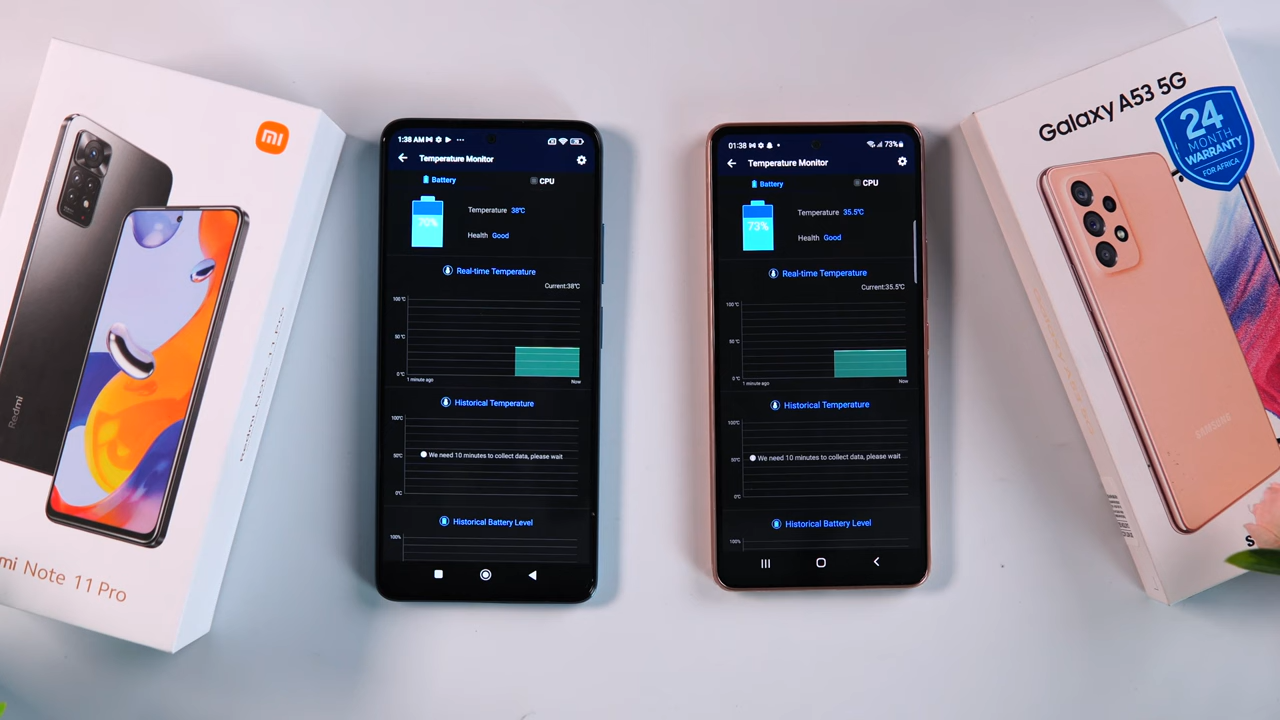 Redmi
mi Note 11 Pro
Redmi Note 11 Pro
1:38 AM
Temperature Monitor
Battery
CPU
70%
Temperature 38℃
Health Good
Real-time Temperature
Current:38℃
100 ℃
50 ℃
0 ℃
1 minute ago
Now
Historical Temperature
100℃
50℃
We need 10 minutes to collect data, please wait
0℃
Historical Battery Level
100%
01:38
73%
Temperature Monitor
Battery
CPU
73%
Temperature 35.5℃
Health Good
Real-time Temperature
Current:35.5℃
100 ℃
50 ℃
0 ℃
1 minute ago
Now
Historical Temperature
100℃
50℃
We need 10 minutes to collect data, please wait
0℃
Historical Battery Level
100%
Galaxy A53 5G
24
MONTH
WARRANTY
FOR AFRICA
SAMSUNG
S